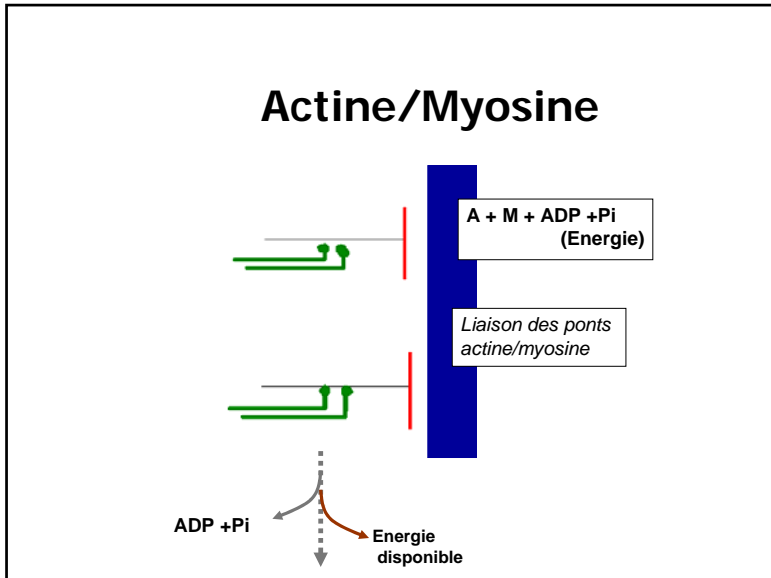 Actine/Myosine
A + M + ADP +Pi
(Energie)
Liaison des ponts
actine/myosine
ADP +Pi
Energie
disponible